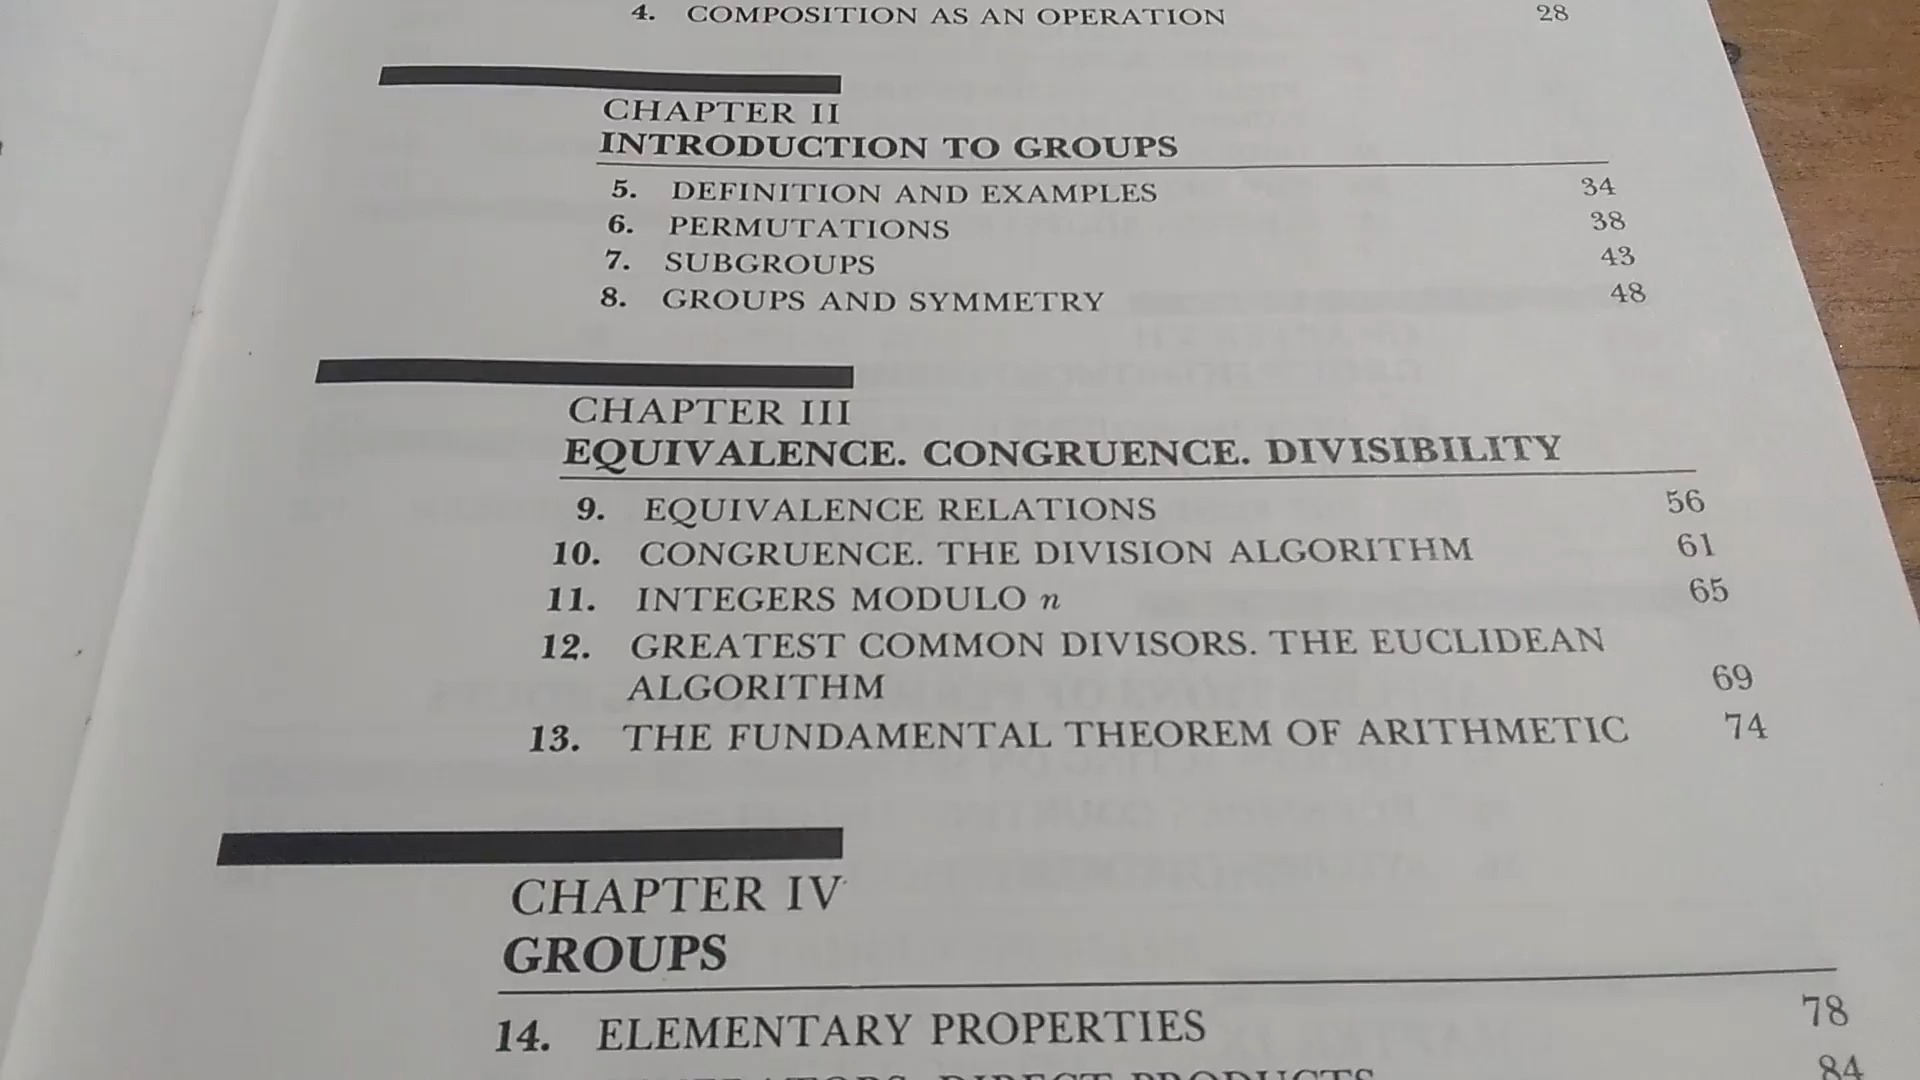 4. COMPOSITION AS AN OPERATION 28
CHAPTER II
INTRODUCTION TO GROUPS
5. DEFINITION AND EXAMPLES 34
6. PERMUTATIONS 38
7. SUBGROUPS 43
8. GROUPS AND SYMMETRY 48
CHAPTER III
EQUIVALENCE. CONGRUENCE. DIVISIBILITY
9. EQUIVALENCE RELATIONS 56
10. CONGRUENCE. THE DIVISION ALGORITHM 61
11. INTEGERS MODULO n 65
12. GREATEST COMMON DIVISORS. THE EUCLIDEAN
ALGORITHM 69
13. THE FUNDAMENTAL THEOREM OF ARITHMETIC 74
CHAPTER IV
GROUPS
14. ELEMENTARY PROPERTIES 78
DIRECT PRODUCTS 84